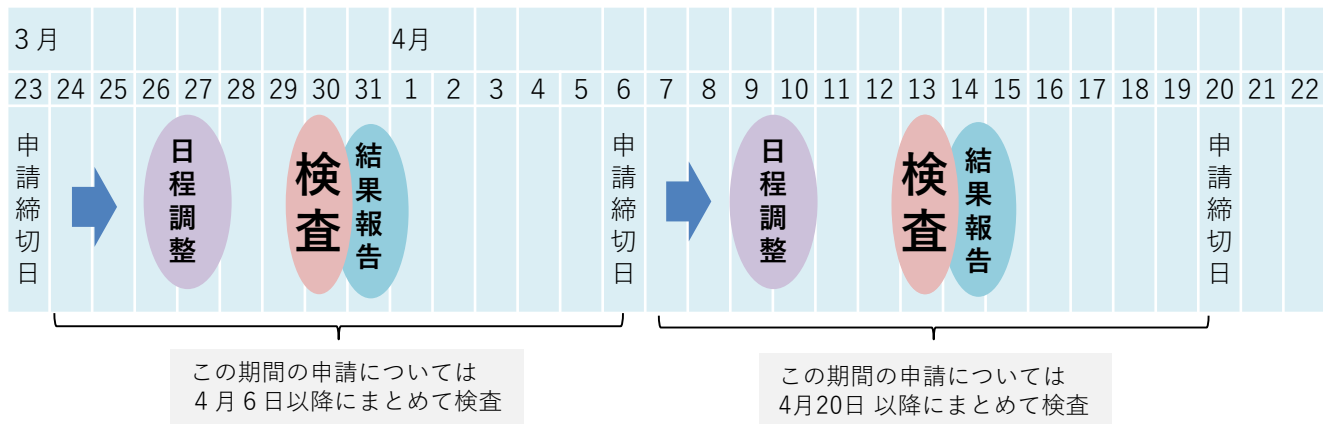 ３月 4月
23 24 25 26 27 28 29 30 31 1 2 3 4 5 6 7 8 9 10 11 12 13 14 15 16 17 18 19 20 21 22
申請締切日
日程調整
検査
結果報告
申請締切日
日程調整
検査
結果報告
申請締切日
この期間の申請については
４月６日以降にまとめて検査
この期間の申請については
4月20日 以降にまとめて検査